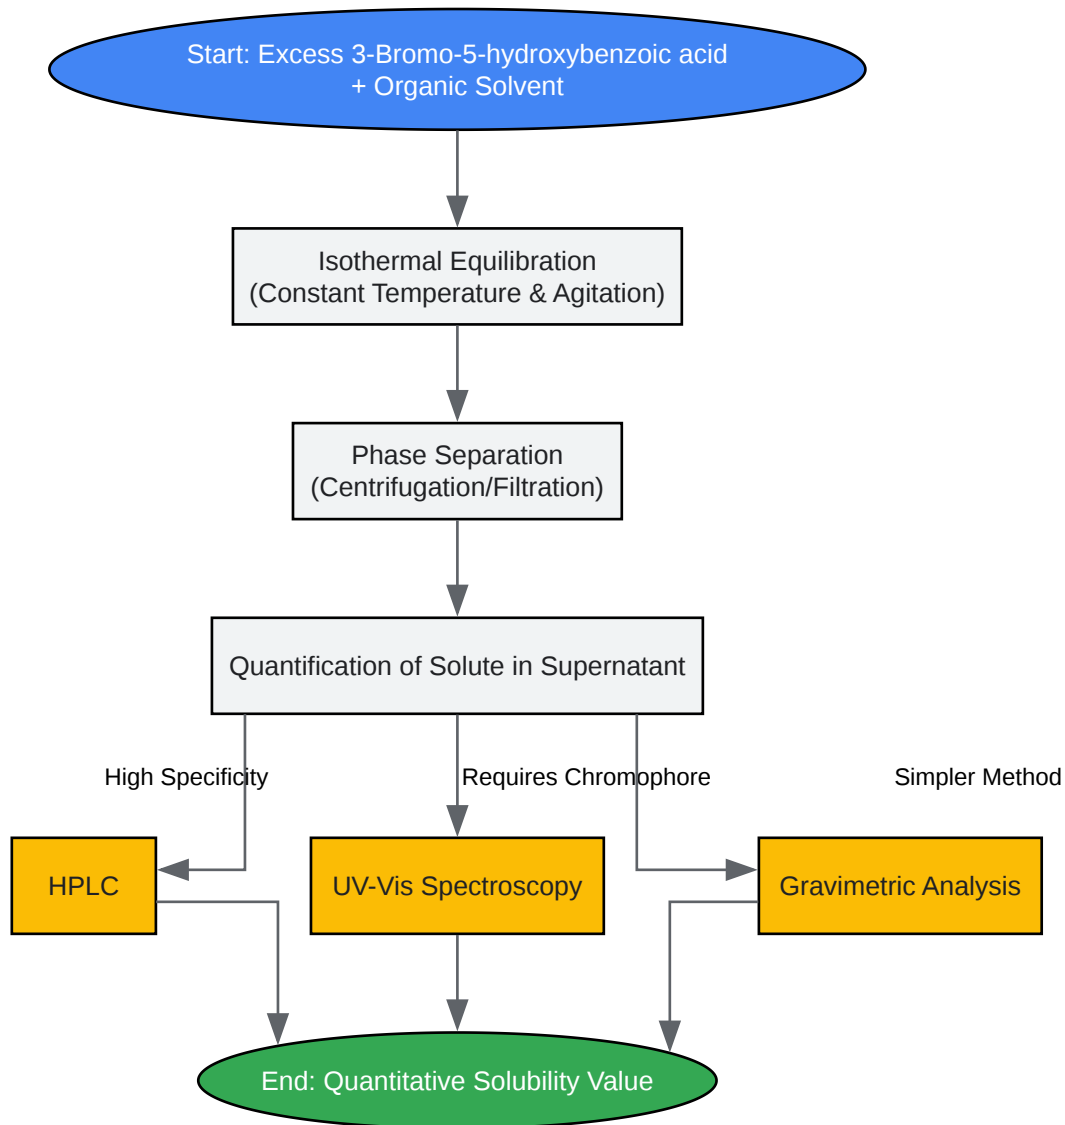 Start: Excess 3-Bromo-5-hydroxybenzoic acid
+ Organic Solvent
Isothermal Equilibration
(Constant Temperature & Agitation)
Phase Separation
(Centrifugation/Filtration)
Quantification of Solute in Supernatant
High Specificity
Requires Chromophore
Simpler Method
HPLC
UV-Vis Spectroscopy
Gravimetric Analysis
End: Quantitative Solubility Value